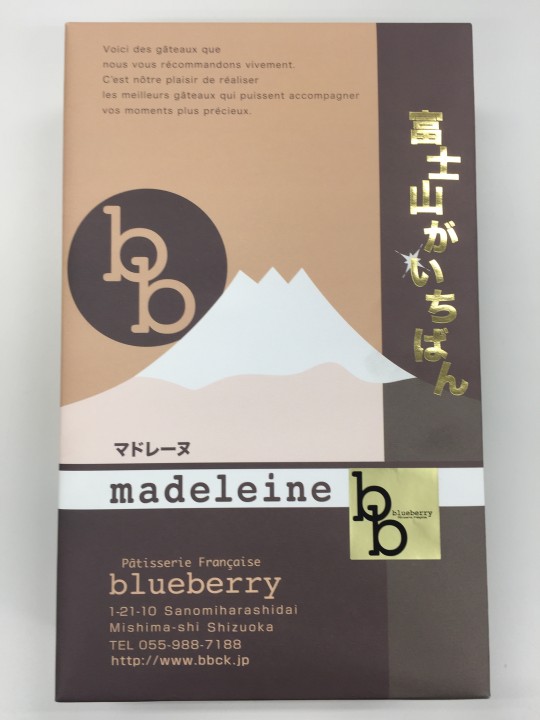 Voici des gâteaux que
nous vous récommandons vivement.
C'est nôtre plaisir de réaliser
les meilleurs gâteaux qui puissent accompagner
vos moments plus précieux.
富士山がいちばん
bb
マドレーヌ
madeleine
bb
blueberry
Pâtisserie Française
Pâtisserie Française
blueberry
1-21-10 Sanomiharashidai
Mishima-shi Shizuoka
TEL 055-988-7188
http://www.bbck.jp